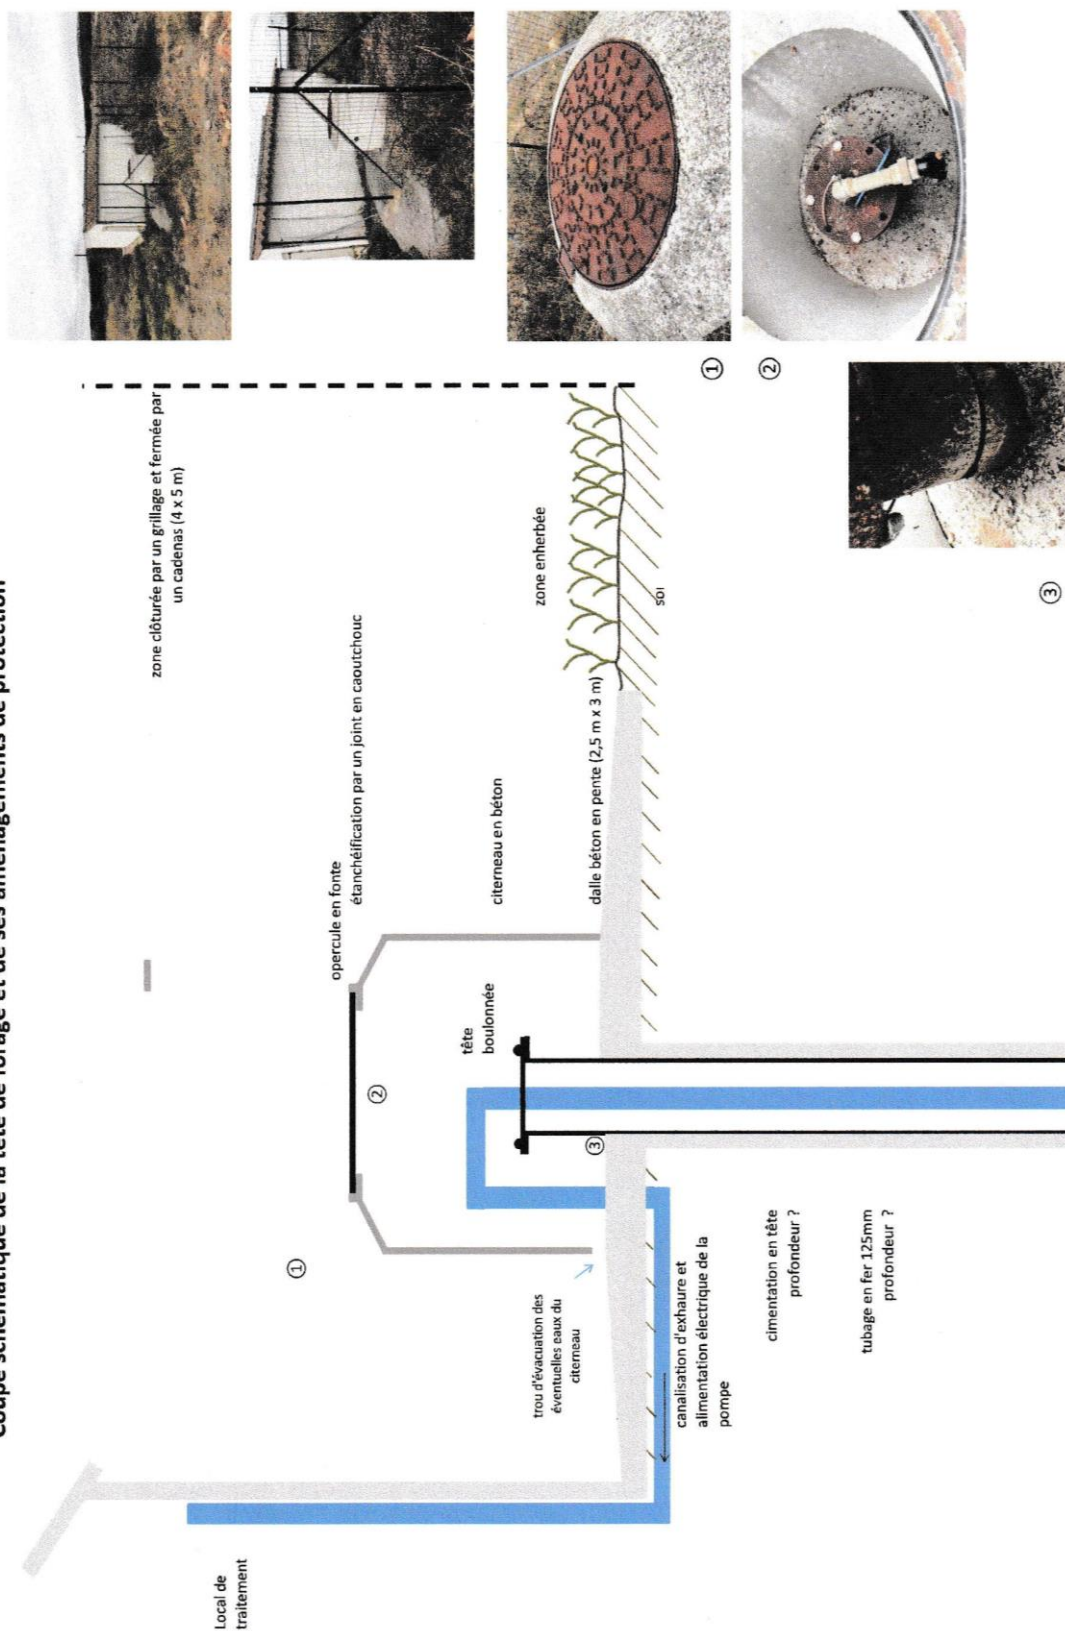 Coupe schématique de la tête de forage et de ses aménagements de protection
zone clôturée par un grillage et fermée par
un cadenas (4 x 5 m)
opercule en fonte
étanchéification par un joint en caoutchouc
①
②
citerneau en béton
tête
boulonnée
zone enherbée
trou d'évacuation des
éventuelles eaux du
citerneau
③
dalle béton en pente (2,5 m x 3 m)
sol
Local de
traitement
canalisation d'exhaure et
alimentation électrique de la
pompe
cimentation en tête
profondeur ?
tubage en fer 125mm
profondeur ?
①
②
③